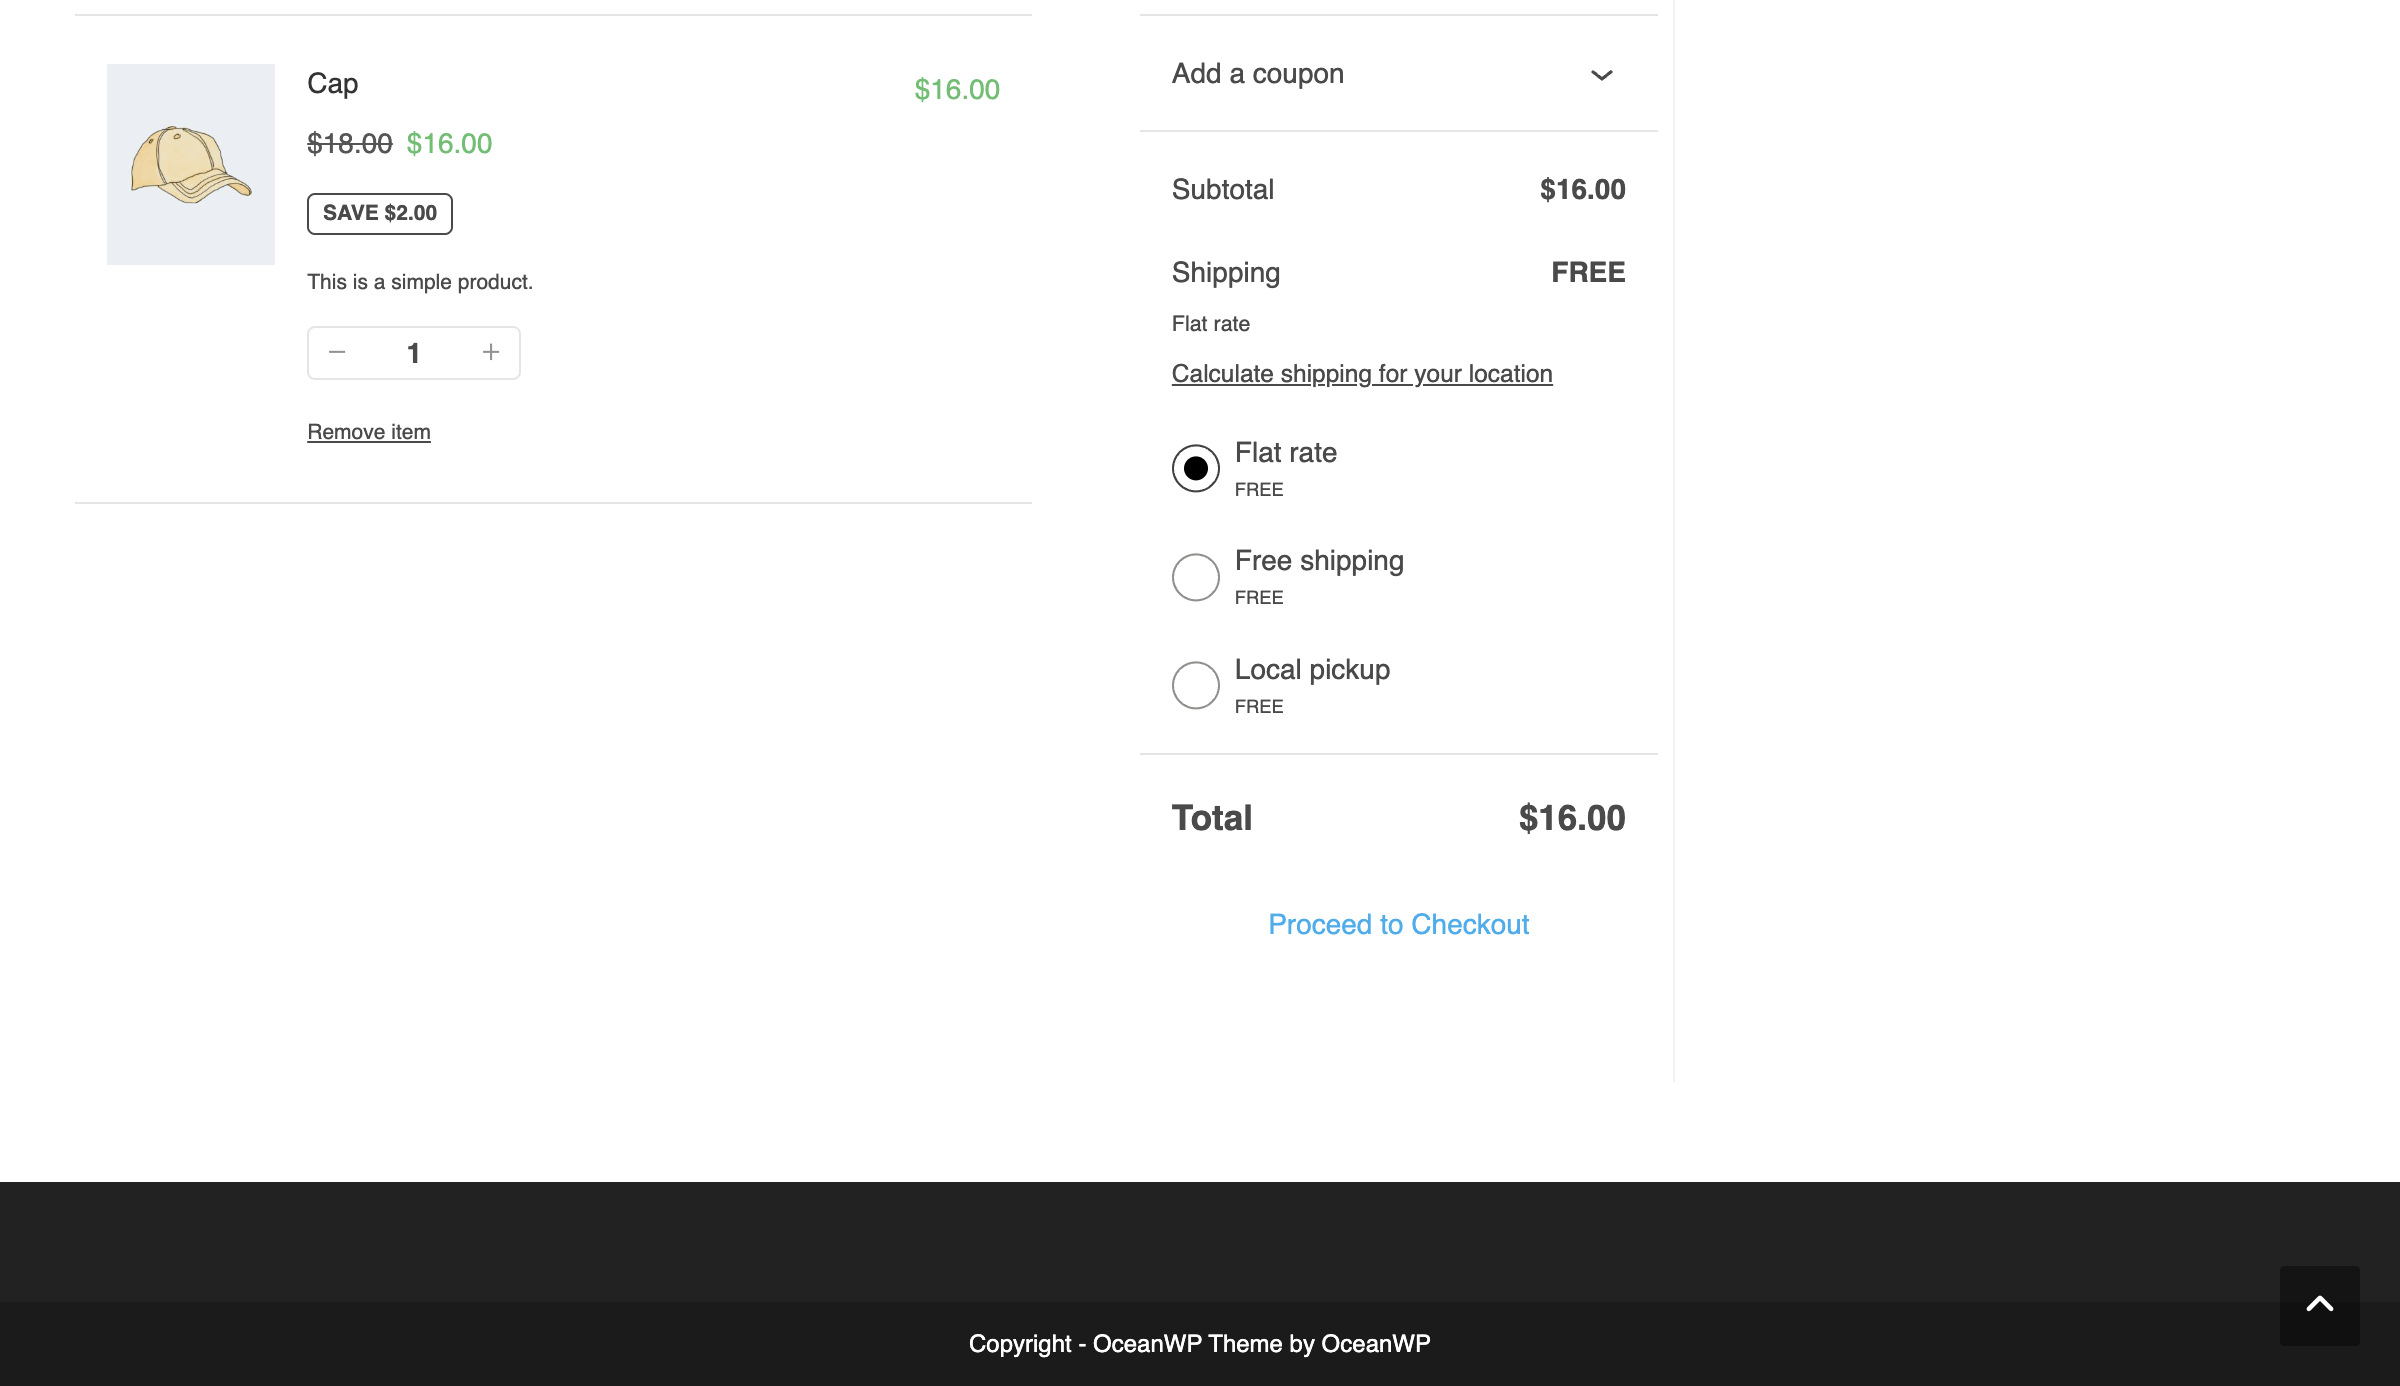 Cap
$16.00
$18.00 $16.00
SAVE $2.00
This is a simple product.
1
Remove item
Add a coupon
Subtotal $16.00
Shipping FREE
Flat rate
Calculate shipping for your location
Flat rate
FREE
Free shipping
FREE
Local pickup
FREE
Total $16.00
Proceed to Checkout
Copyright - OceanWP Theme by OceanWP